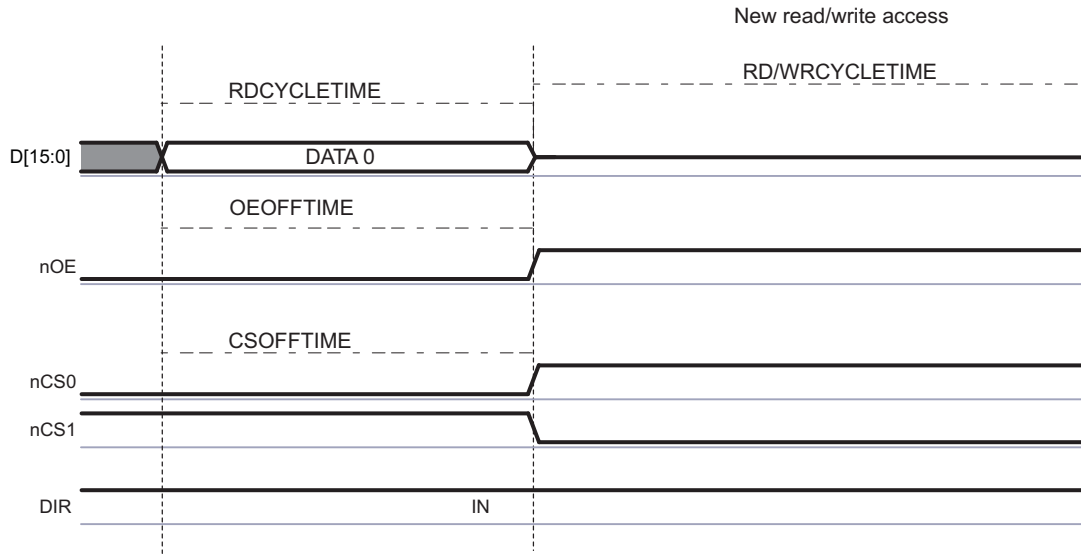 New read/write access
RDCYCLETIME
RD/WRCYCLETIME
D[15:0]
DATA 0
OEOFFTIME
nOE
CSOFFTIME
nCS0
nCS1
DIR
IN